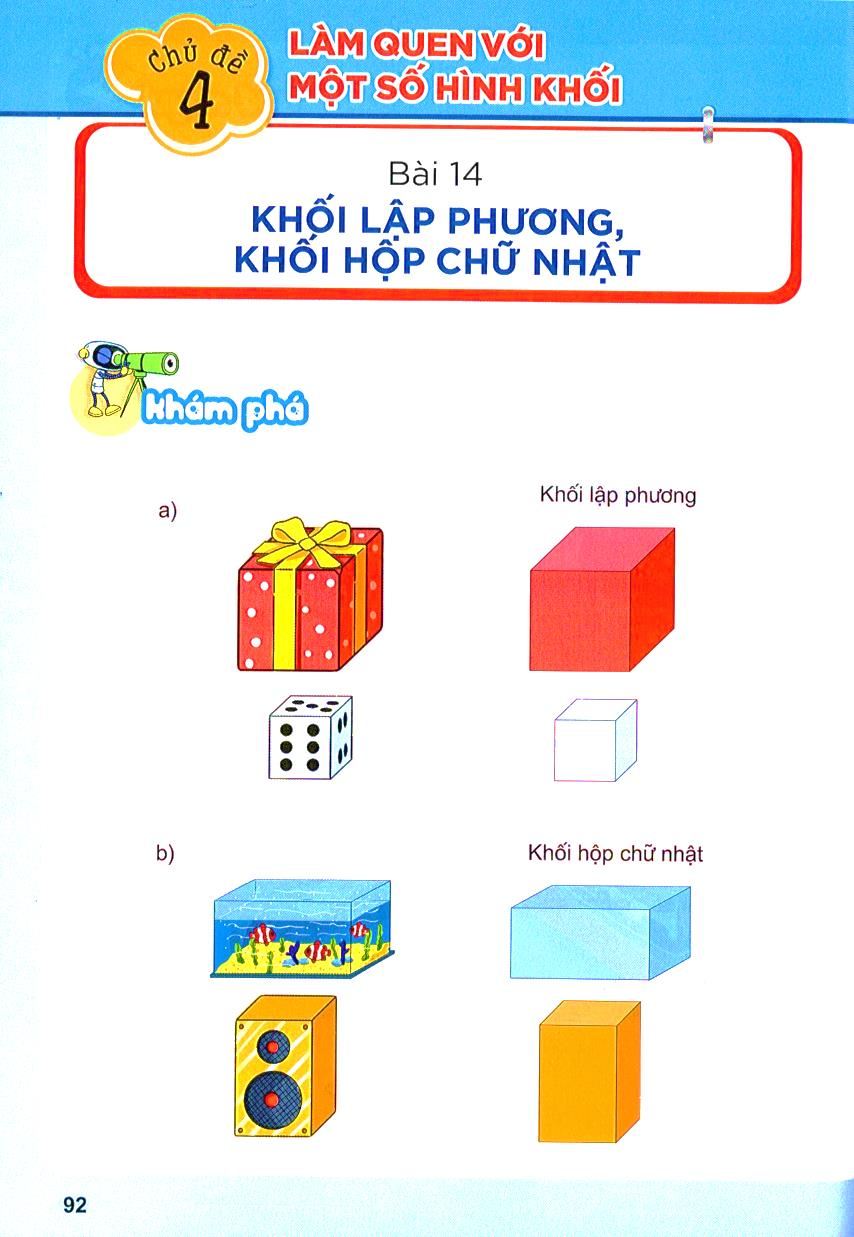 Chủ đề
4
LÀM QUEN VỚI
MỘT SỐ HÌNH KHỐI
Bài 14
KHỐI LẬP PHƯƠNG,
KHỐI HỘP CHỮ NHẬT
khám phá
a)
Khối lập phương
b)
Khối hộp chữ nhật
92